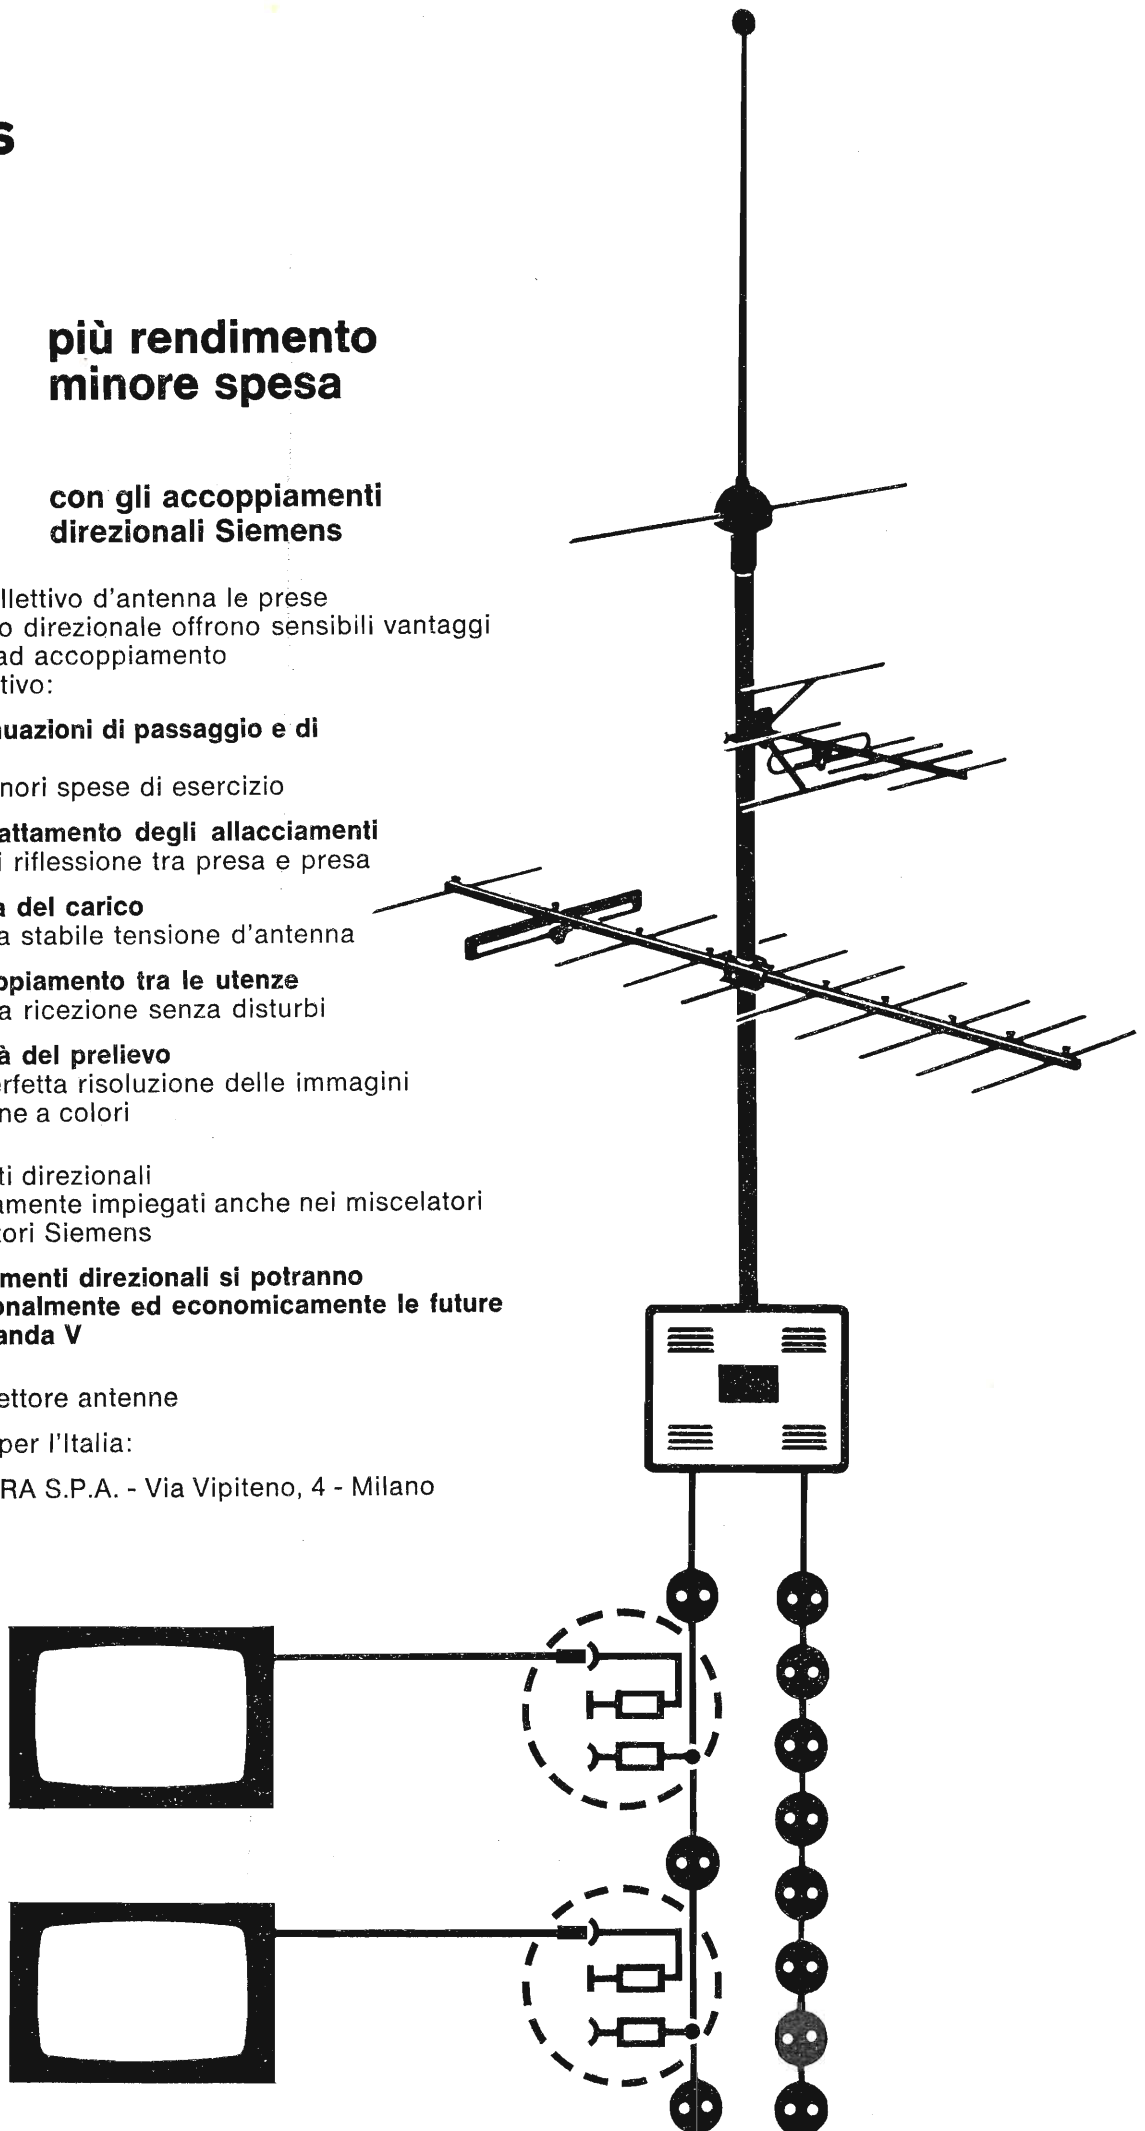 s
più rendimento
minore spesa
con gli accoppiamenti
direzionali Siemens
llettivo d'antenna le prese
o direzionale offrono sensibili vantaggi
ad accoppiamento
tivo:
nuazioni di passaggio e di
nori spese di esercizio
attamento degli allacciamenti
i riflessione tra presa e presa
a del carico
a stabile tensione d'antenna
ppiamento tra le utenze
a ricezione senza disturbi
à del prelievo
erfetta risoluzione delle immagini
ne a colori
ti direzionali
amente impiegati anche nei miscelatori
tori Siemens
menti direzionali si potranno
onalmente ed economicamente le future
anda V
ettore antenne
per l'Italia:
RA S.P.A. - Via Vipiteno, 4 - Milano